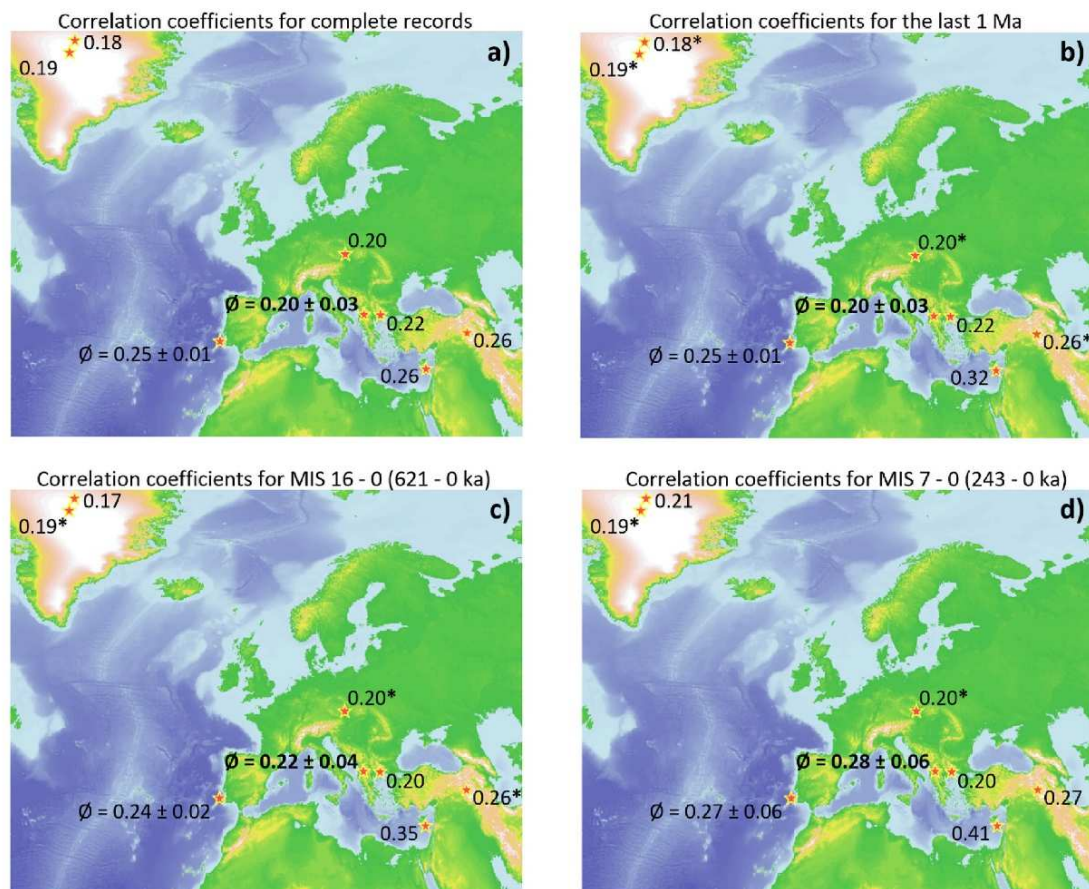 Correlation coefficients for complete records
a)
0.18
0.19
0.20
Ø = 0.20 ± 0.03
0.22
0.26
Ø = 0.25 ± 0.01
0.26
Correlation coefficients for the last 1 Ma
b)
0.18*
0.19*
0.20*
Ø = 0.20 ± 0.03
0.22
0.26*
Ø = 0.25 ± 0.01
0.32
Correlation coefficients for MIS 16 - 0 (621 - 0 ka)
c)
0.17
0.19*
0.20*
Ø = 0.22 ± 0.04
0.20
0.26*
Ø = 0.24 ± 0.02
0.35
Correlation coefficients for MIS 7 - 0 (243 - 0 ka)
d)
0.21
0.19*
0.20*
Ø = 0.28 ± 0.06
0.20
0.27
Ø = 0.27 ± 0.06
0.41